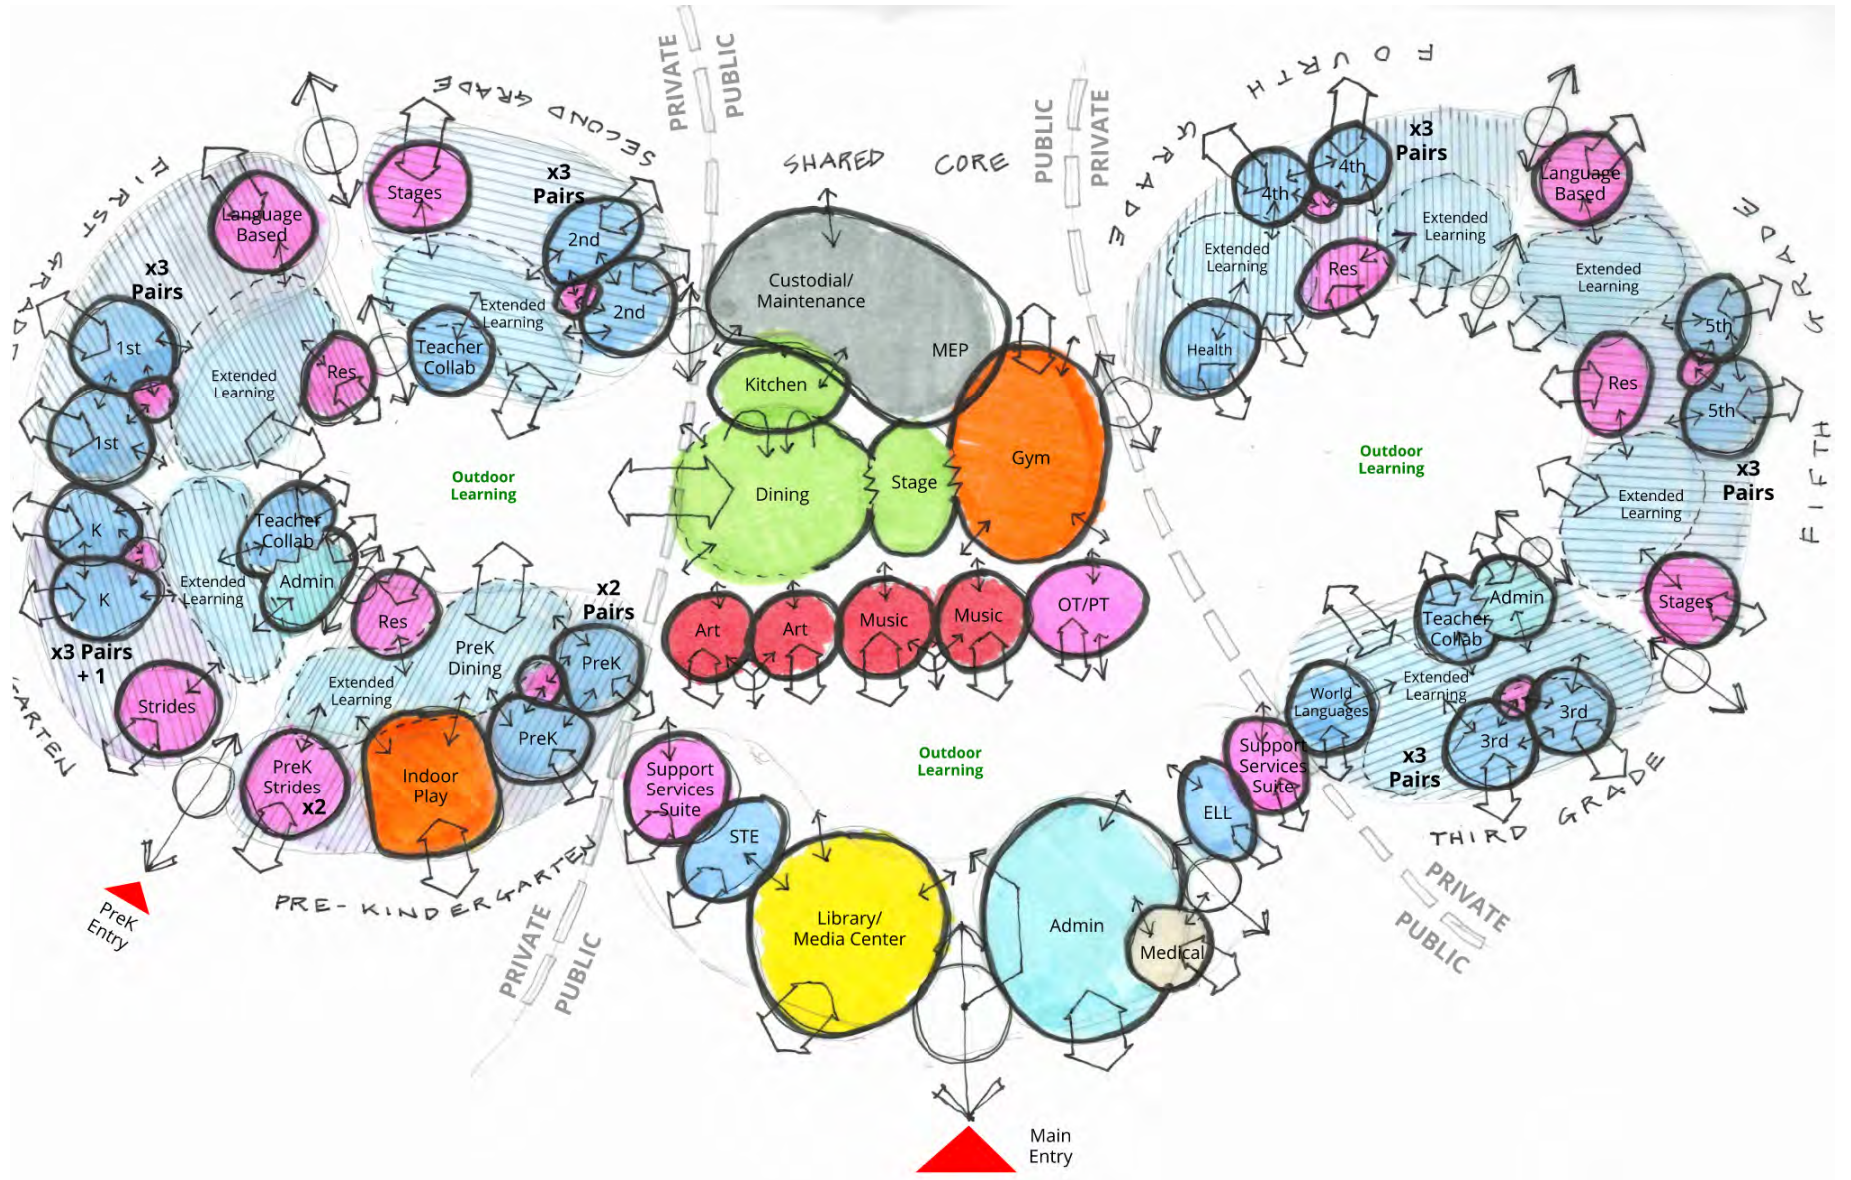 PRIVATE
PUBLIC
PUBLIC
PRIVATE
SHARED CORE
SECOND GRADE
FIRST GRADE
Stages
x3
Pairs
Language
Based
2nd
2nd
Extended
Learning
Teacher
Collab
x3
Pairs
1st
1st
Extended
Learning
Res
Outdoor
Learning
K
K
x3 Pairs
+ 1
Extended
Learning
Teacher
Collab
Admin
Res
Strides
ARTEN
x2
Pairs
PreK
Dining
Extended
Learning
PreK
PreK
PreK
Strides
x2
Indoor
Play
PRE-KINDERGARTEN
PreK
Entry
PRIVATE
PUBLIC
Custodial/
Maintenance
MEP
Kitchen
Dining
Stage
Gym
Art
Art
Music
Music
OT/PT
Outdoor
Learning
Support
Services
Suite
STE
Library/
Media Center
Admin
Medical
ELL
Support
Services
Suite
Main
Entry
FOURTH
GRADE
x3
Pairs
4th
4th
Extended
Learning
Extended
Learning
Res
Health
Language
Based
Extended
Learning
FIFTH
GRADE
5th
5th
Res
x3
Pairs
Outdoor
Learning
Extended
Learning
Stages
Admin
Teacher
Collab
World
Languages
Extended
Learning
3rd
3rd
x3
Pairs
THIRD GRADE
PRIVATE
PUBLIC